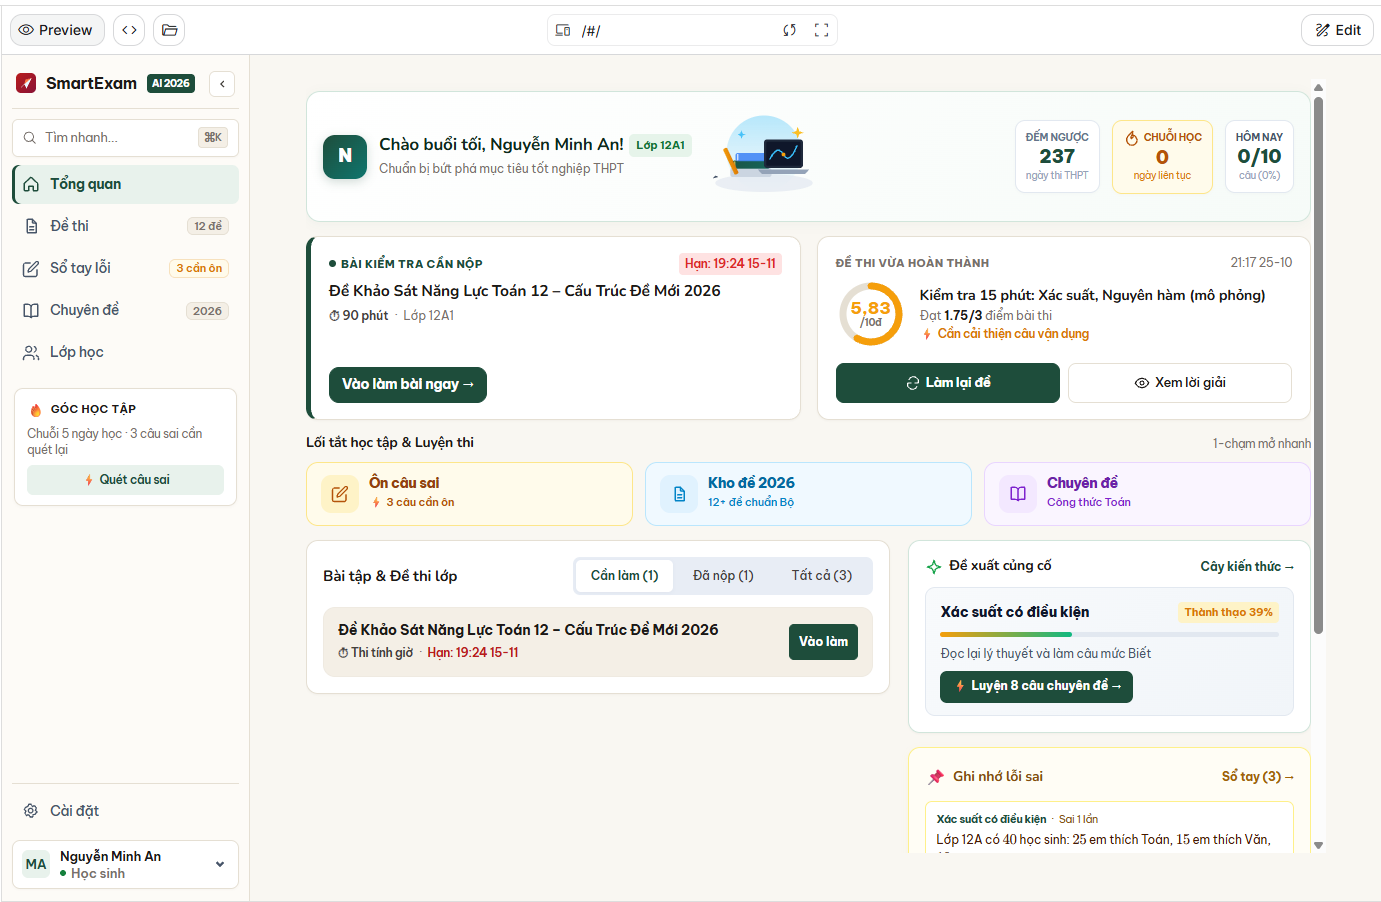 Preview
/#/
Edit
SmartExam
AI 2026
Tìm nhanh...
⌘K
Tổng quan
Đề thi
12 đề
Sổ tay lỗi
3 cần ôn
Chuyên đề
2026
Lớp học
GÓC HỌC TẬP
Chuỗi 5 ngày học · 3 câu sai cần
quét lại
Quét câu sai
Cài đặt
MA
Nguyễn Minh An
Học sinh
N
Chào buổi tối, Nguyễn Minh An!
Lớp 12A1
Chuẩn bị bứt phá mục tiêu tốt nghiệp THPT
ĐẾM NGƯỢC
237
ngày thi THPT
CHUỖI HỌC
0
ngày liên tục
HÔM NAY
0/10
câu (0%)
BÀI KIỂM TRA CẦN NỘP
Hạn: 19:24 15-11
Đề Khảo Sát Năng Lực Toán 12 – Cấu Trúc Đề Mới 2026
90 phút · Lớp 12A1
Vào làm bài ngay →
ĐỀ THI VỪA HOÀN THÀNH
21:17 25-10
5,83
/10đ
Kiểm tra 15 phút: Xác suất, Nguyên hàm (mô phỏng)
Đạt 1.75/3 điểm bài thi
Cần cải thiện câu vận dụng
Làm lại đề
Xem lời giải
Lối tắt học tập & Luyện thi
1-chạm mở nhanh
Ôn câu sai
3 câu cần ôn
Kho đề 2026
12+ đề chuẩn Bộ
Chuyên đề
Công thức Toán
Bài tập & Đề thi lớp
Cần làm (1)
Đã nộp (1)
Tất cả (3)
Đề Khảo Sát Năng Lực Toán 12 – Cấu Trúc Đề Mới 2026
Thi tính giờ · Hạn: 19:24 15-11
Vào làm
Đề xuất củng cố
Cây kiến thức →
Xác suất có điều kiện
Thành thạo 39%
Đọc lại lý thuyết và làm câu mức Biết
Luyện 8 câu chuyên đề →
Ghi nhớ lỗi sai
Sổ tay (3) →
Xác suất có điều kiện · Sai 1 lần
Lớp 12A có 40 học sinh: 25 em thích Toán, 15 em thích Văn,